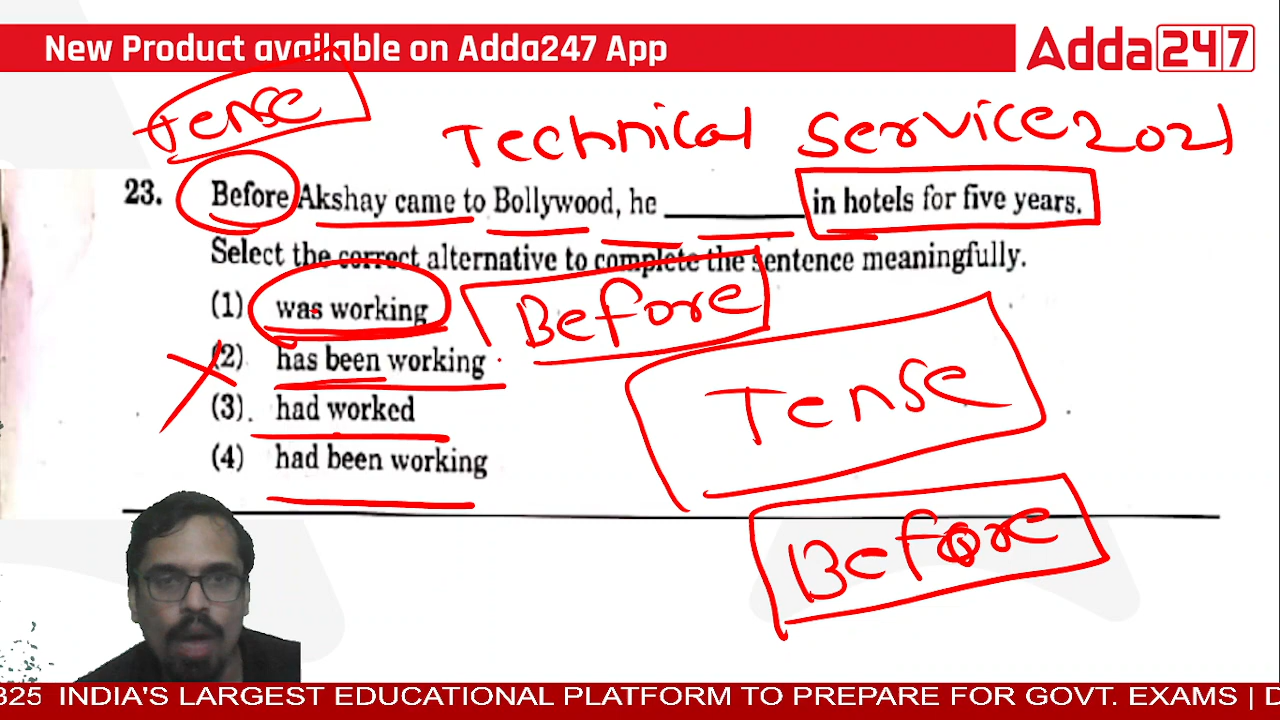 New Product available on Adda247 App
Adda247
Tense
Technical Service 2021
23. Before Akshay came to Bollywood, he __________ in hotels for five years.
Select the correct alternative to complete the sentence meaningfully.
(1) was working
Before
(2) has been working
Tense
(3) had worked
(4) had been working
Before
325 INDIA'S LARGEST EDUCATIONAL PLATFORM TO PREPARE FOR GOVT. EXAMS | D